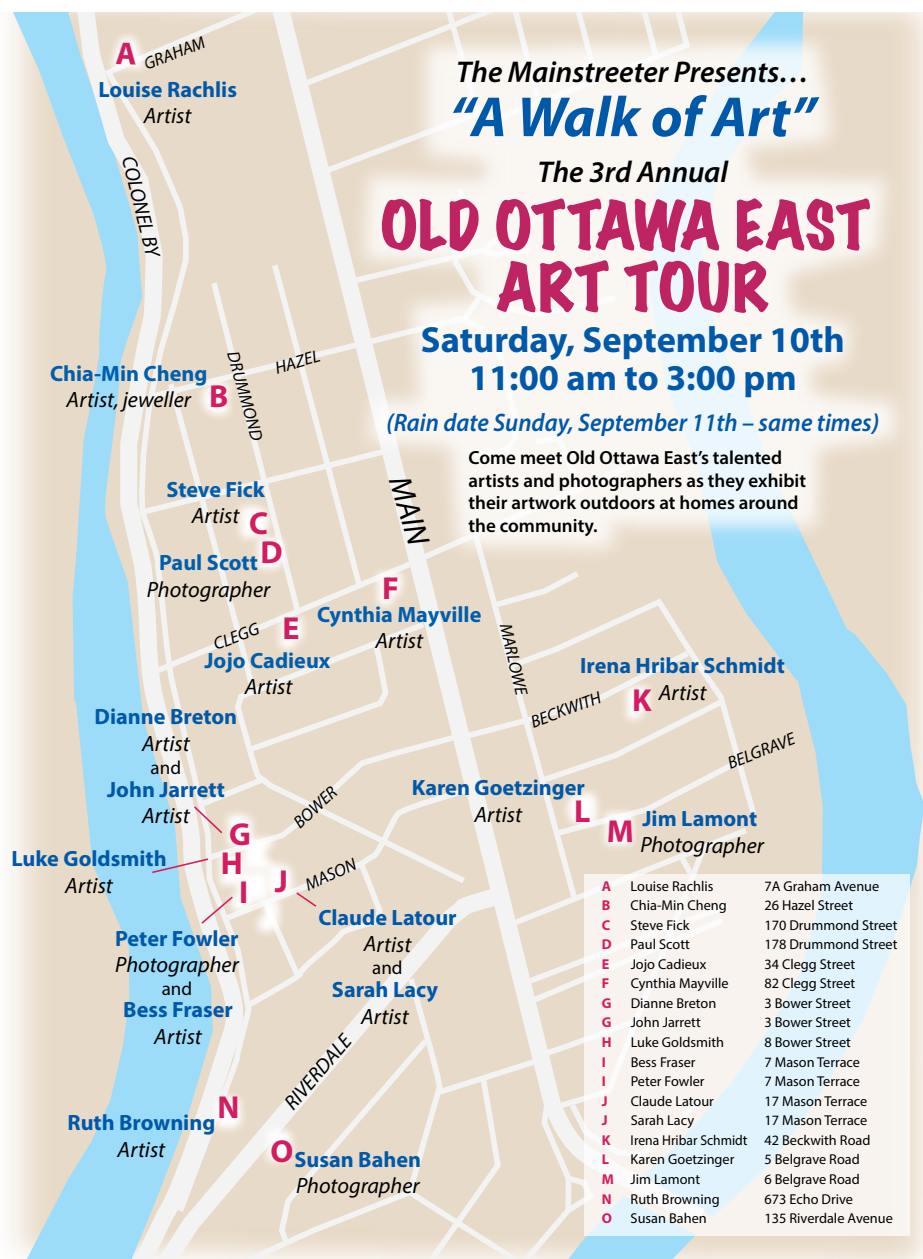 The Mainstreeter Presents…
“A Walk of Art”
The 3rd Annual
OLD OTTAWA EAST
ART TOUR
Saturday, September 10th
11:00 am to 3:00 pm
(Rain date Sunday, September 11th – same times)
Come meet Old Ottawa East’s talented
artists and photographers as they exhibit
their artwork outdoors at homes around
the community.
A
GRAHAM
Louise Rachlis
Artist
COLONEL BY
DRUMMOND
HAZEL
Chia-Min Cheng
Artist, jeweller
B
MAIN
Steve Fick
Artist
C
D
Paul Scott
Photographer
F
Cynthia Mayville
Artist
CLEGG
E
Jojo Cadieux
Artist
MARLOWE
Irena Hribar Schmidt
K
Artist
BECKWITH
BELGRAVE
Dianne Breton
Artist
and
John Jarrett
Artist
G
BOWER
Karen Goetzinger
Artist
L
M
Jim Lamont
Photographer
Luke Goldsmith
Artist
H
I
J
MASON
Claude Latour
Artist
and
Sarah Lacy
Artist
Peter Fowler
Photographer
and
Bess Fraser
Artist
RIVERDALE
N
Ruth Browning
Artist
O
Susan Bahen
Photographer
A Louise Rachlis 7A Graham Avenue
B Chia-Min Cheng 26 Hazel Street
C Steve Fick 170 Drummond Street
D Paul Scott 178 Drummond Street
E Jojo Cadieux 34 Clegg Street
F Cynthia Mayville 82 Clegg Street
G Dianne Breton 3 Bower Street
G John Jarrett 3 Bower Street
H Luke Goldsmith 8 Bower Street
I Bess Fraser 7 Mason Terrace
I Peter Fowler 7 Mason Terrace
J Claude Latour 17 Mason Terrace
J Sarah Lacy 17 Mason Terrace
K Irena Hribar Schmidt 42 Beckwith Road
L Karen Goetzinger 5 Belgrave Road
M Jim Lamont 6 Belgrave Road
N Ruth Browning 673 Echo Drive
O Susan Bahen 135 Riverdale Avenue